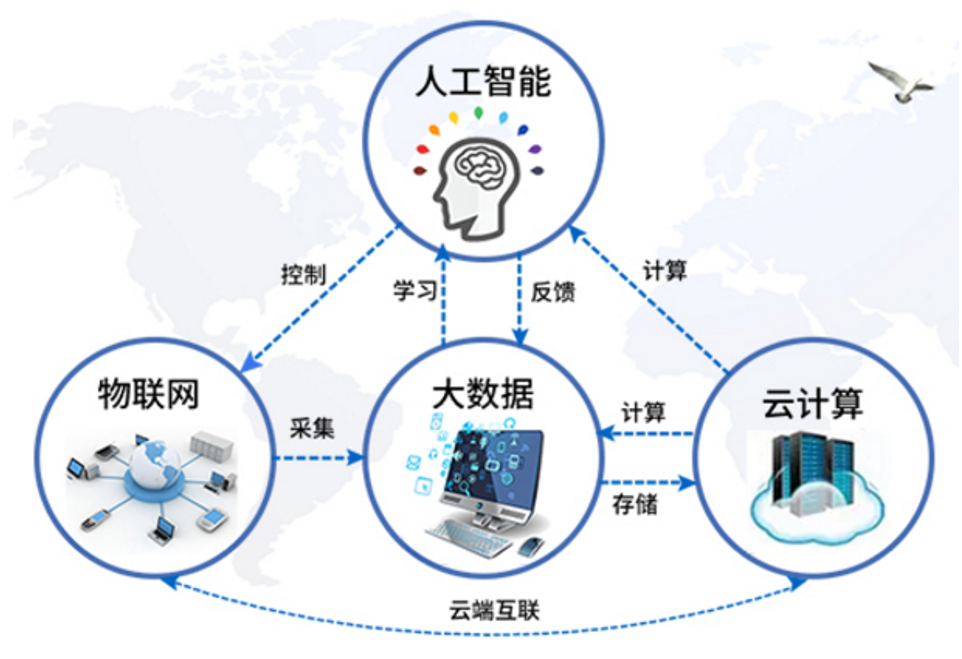 人工智能
控制
学习
反馈
计算
物联网
采集
大数据
计算
存储
云计算
云端互联